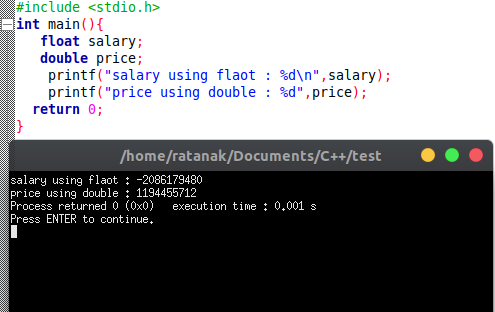 #include <stdio.h>
int main(){
float salary;
double price;
printf("salary using flaot : %d\n",salary);
printf("price using double : %d",price);
return 0;
}
/home/ratanak/Documents/C++/test
salary using flaot : -2086179480
price using double : 1194455712
Process returned 0 (0x0)   execution time : 0.001 s
Press ENTER to continue.